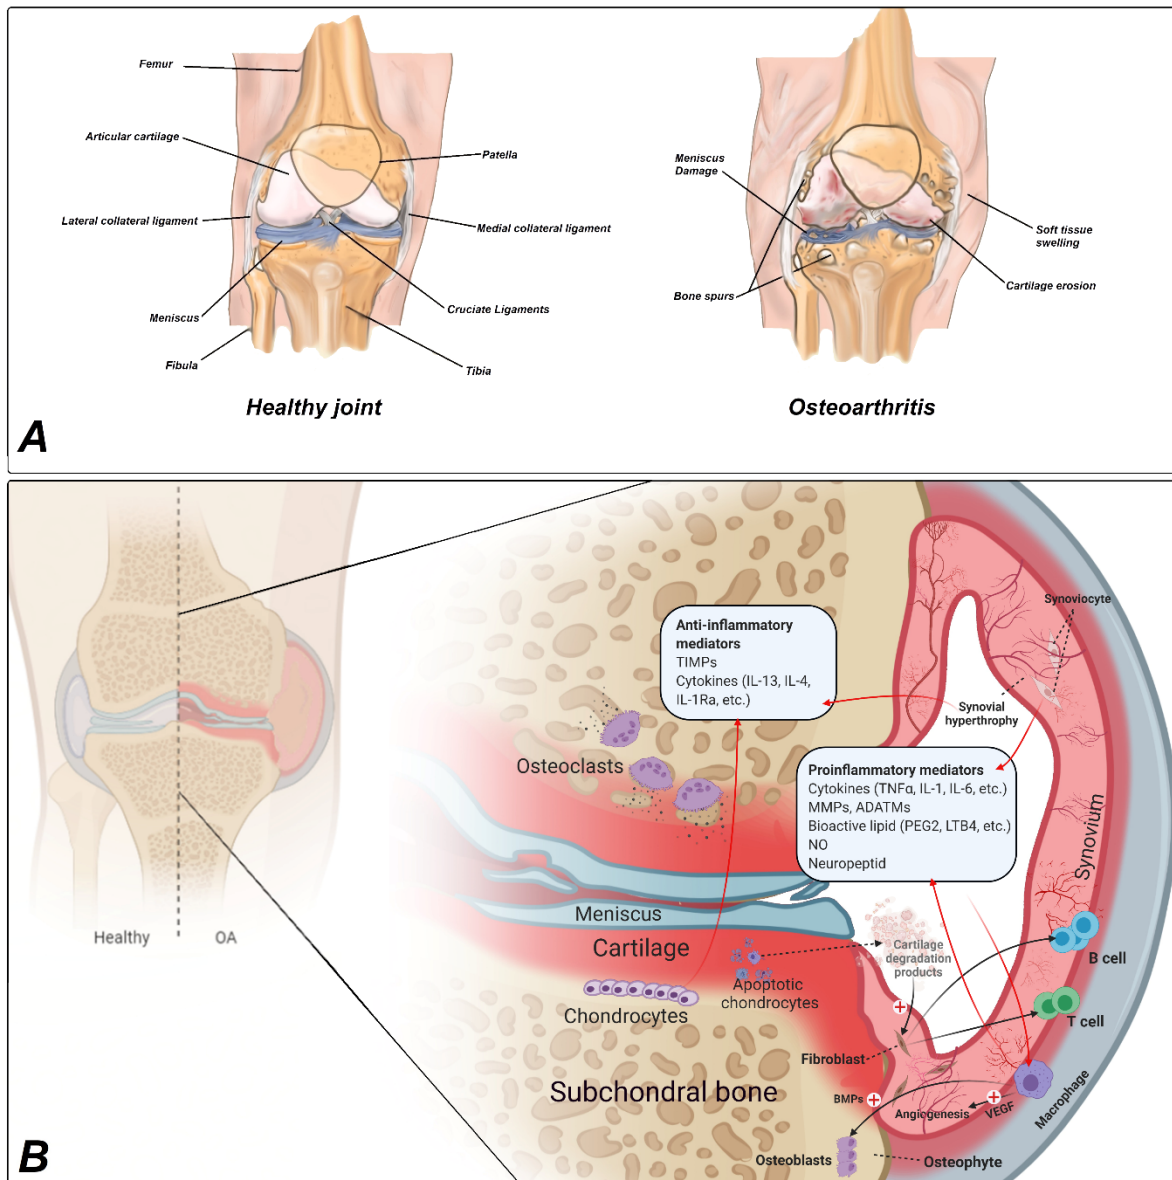 Femur
Articular cartilage
Patella
Lateral collateral ligament
Medial collateral ligament
Meniscus
Cruciate Ligaments
Fibula
Tibia
Healthy joint
Meniscus
Damage
Soft tissue
swelling
Bone spurs
Cartilage erosion
Osteoarthritis
A
Healthy
OA
Anti-inflammatory
mediators
TIMPs
Cytokines (IL-13, IL-4,
IL-1Ra, etc.)
Synoviocyte
Synovial
hyperthrophy
Osteoclasts
Proinflammatory mediators
Cytokines (TNFα, IL-1, IL-6, etc.)
MMPs, ADATMs
Bioactive lipid (PEG2, LTB4, etc.)
NO
Neuropeptid
Synovium
Meniscus
Cartilage
Cartilage
degradation
products
B cell
Apoptotic
chondrocytes
Chondrocytes
T cell
Fibroblast
Subchondral bone
BMPs
Angiogenesis
VEGF
Macrophage
Osteoblasts
Osteophyte
B